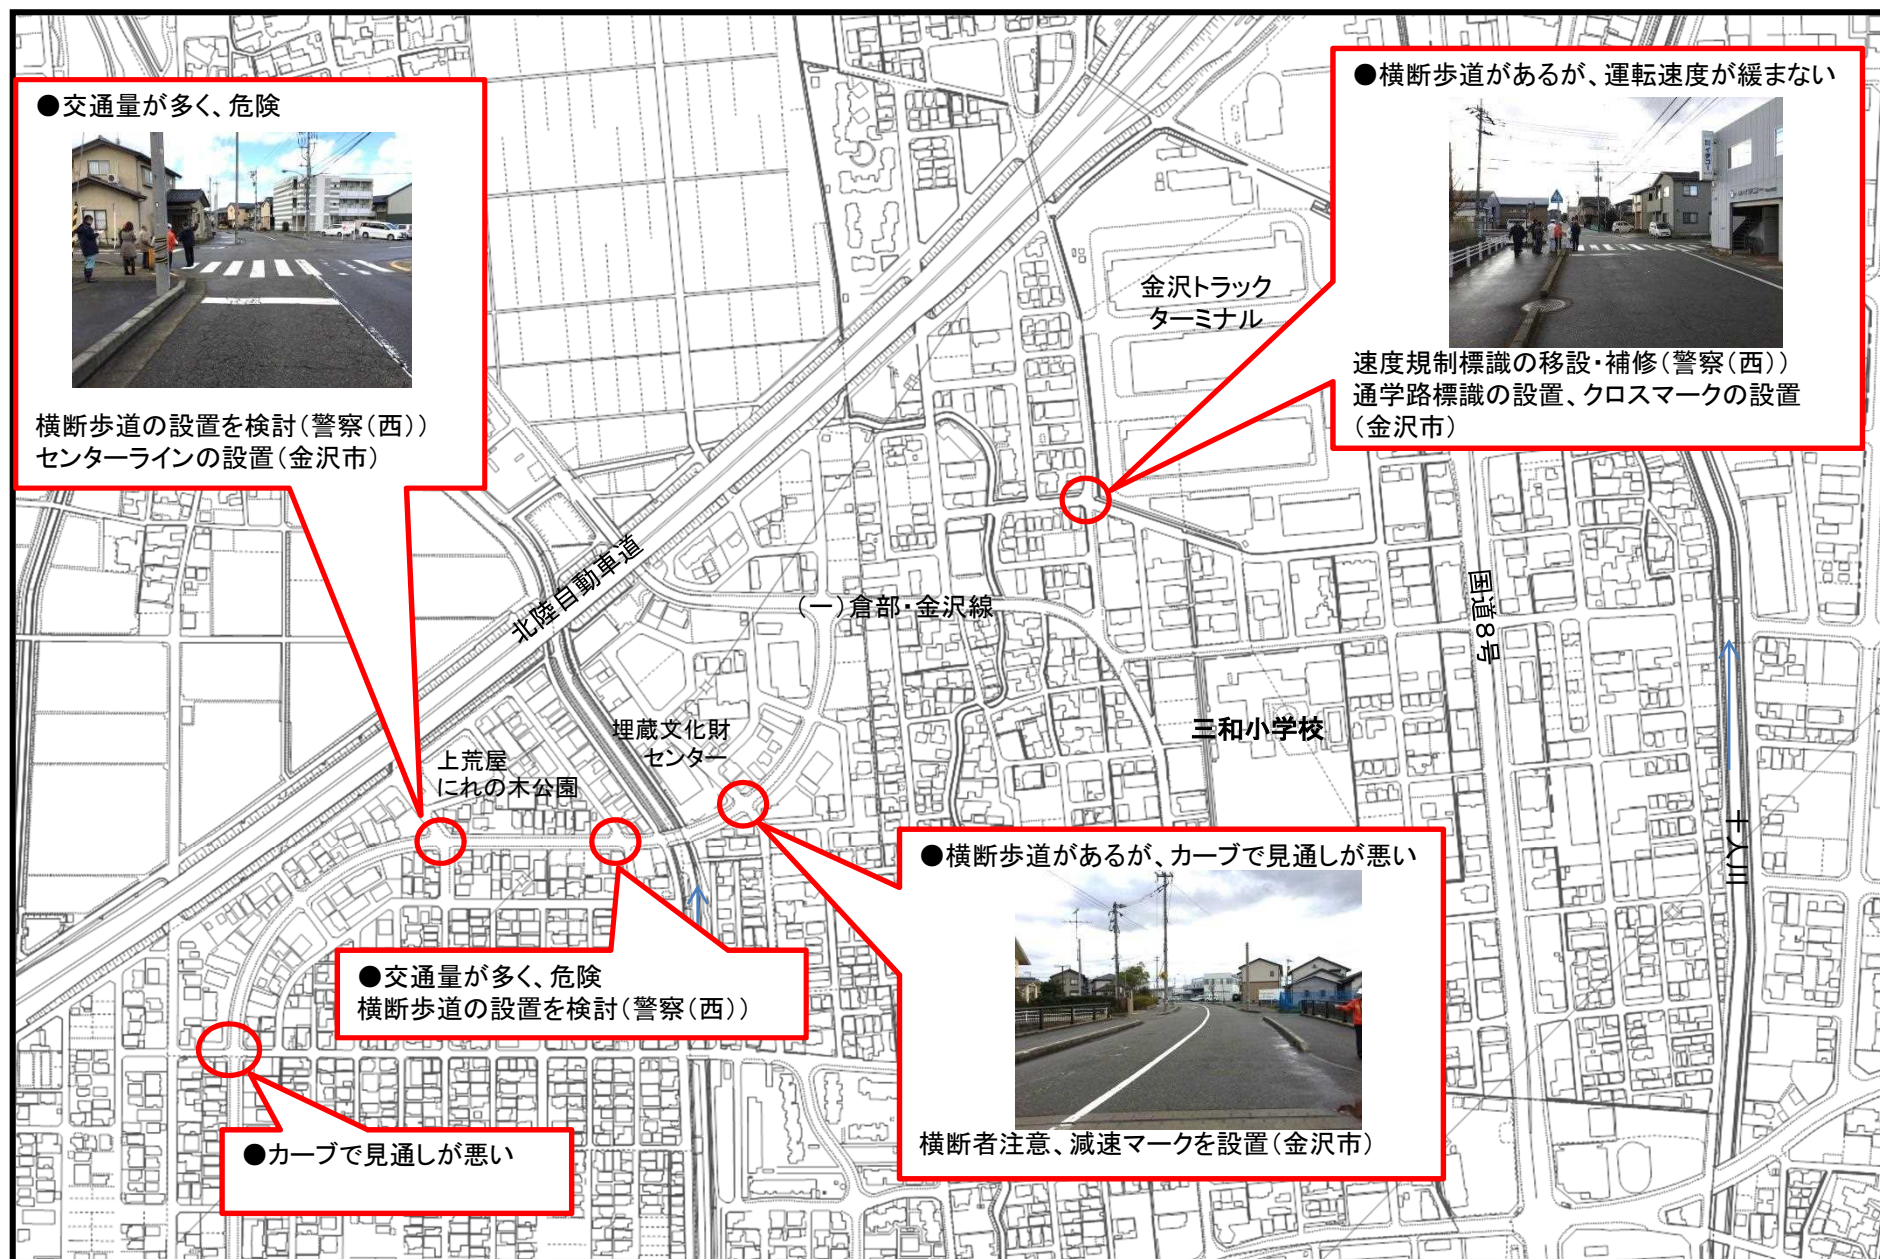 ●交通量が多く、危険
横断歩道の設置を検討（警察（西））
センターラインの設置（金沢市）
●横断歩道があるが、運転速度が緩まない
速度規制標識の移設・補修（警察（西））
通学路標識の設置、クロスマークの設置
（金沢市）
金沢トラック
ターミナル
北陸自動車道
（一）倉部・金沢線
国道8号
三和小学校
埋蔵文化財
センター
上荒屋
にれの木公園
十人川
●横断歩道があるが、カーブで見通しが悪い
横断者注意、減速マークを設置（金沢市）
●交通量が多く、危険
横断歩道の設置を検討（警察（西））
●カーブで見通しが悪い